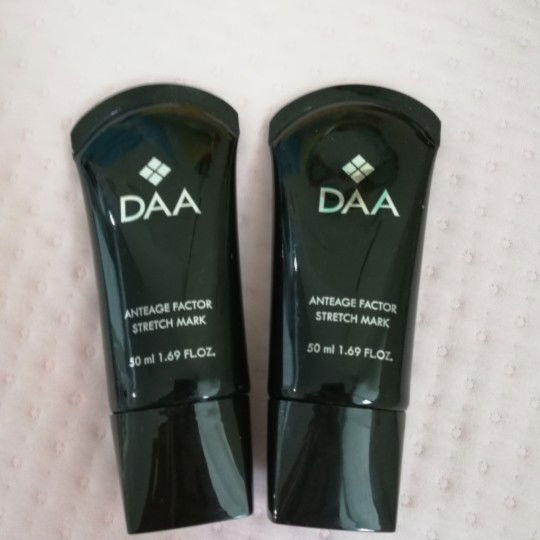 DAA
ANTEAGE FACTOR
STRETCH MARK
50 ml 1.69 FL.OZ.
DAA
ANTEAGE FACTOR
STRETCH MARK
50 ml 1.69 FL.OZ.